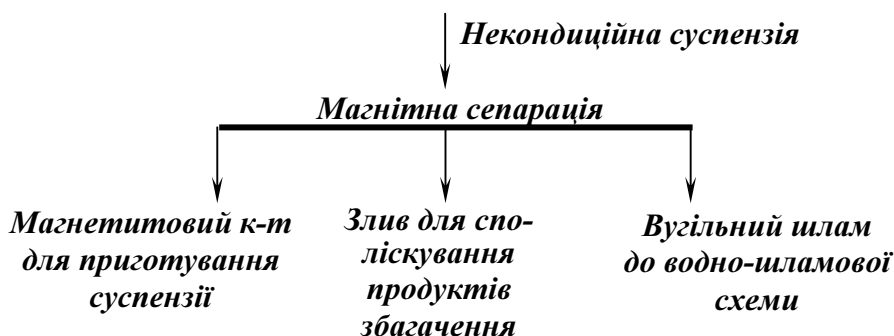 Некондиційна суспензія
Магнітна сепарація
Магнетитовий к-т
для приготування
суспензії
Злив для спо-
ліскування
продуктів
збагачення
Вугільний шлам
до водно-шламової
схеми